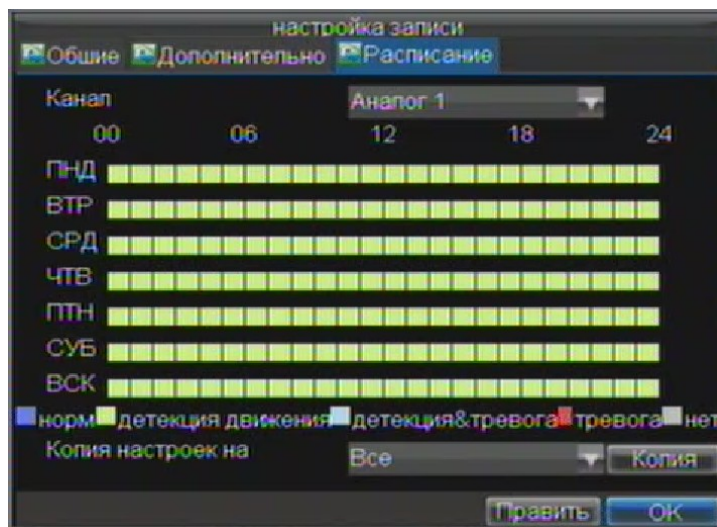 настройка записи
Обшие Дополнительно Расписание
Канал Аналог 1
00 06 12 18 24
ПНД
ВТР
СРД
ЧТВ
ПТН
СУБ
ВСК
норм детекция движения детекция&тревога тревога нет
Копия настроек на Все Копия
Править OK